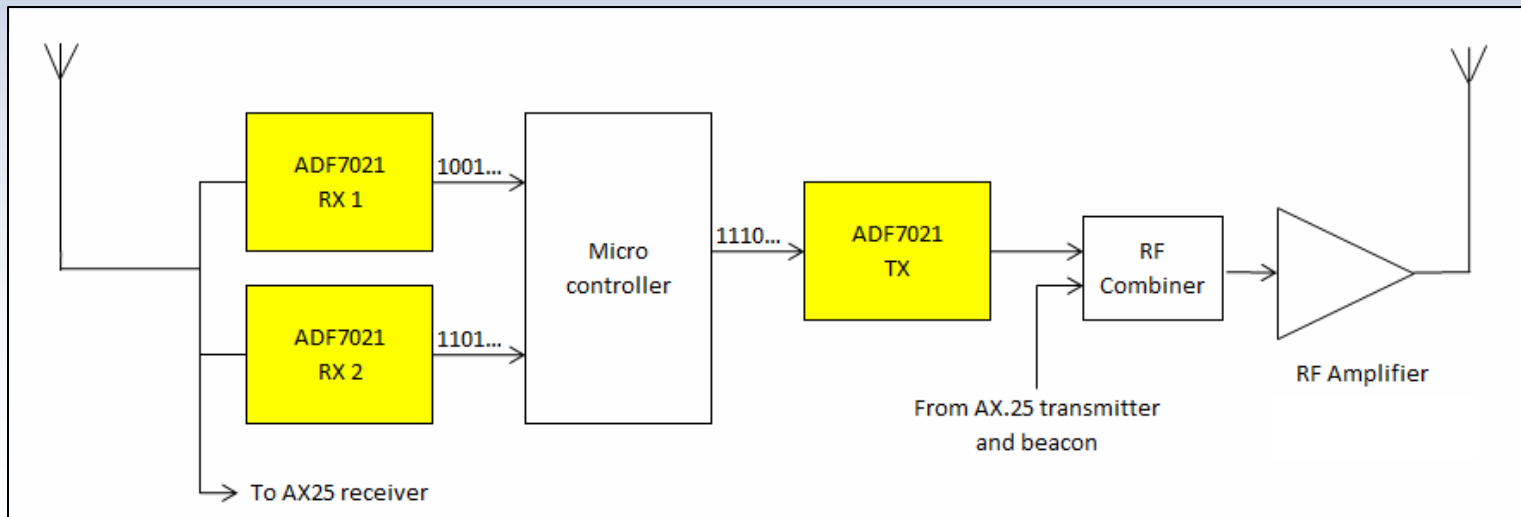 ADF7021
RX 1
1001...
ADF7021
RX 2
1101...
Micro
controller
1110...
ADF7021
TX
RF
Combiner
RF Amplifier
From AX.25 transmitter
and beacon
To AX25 receiver